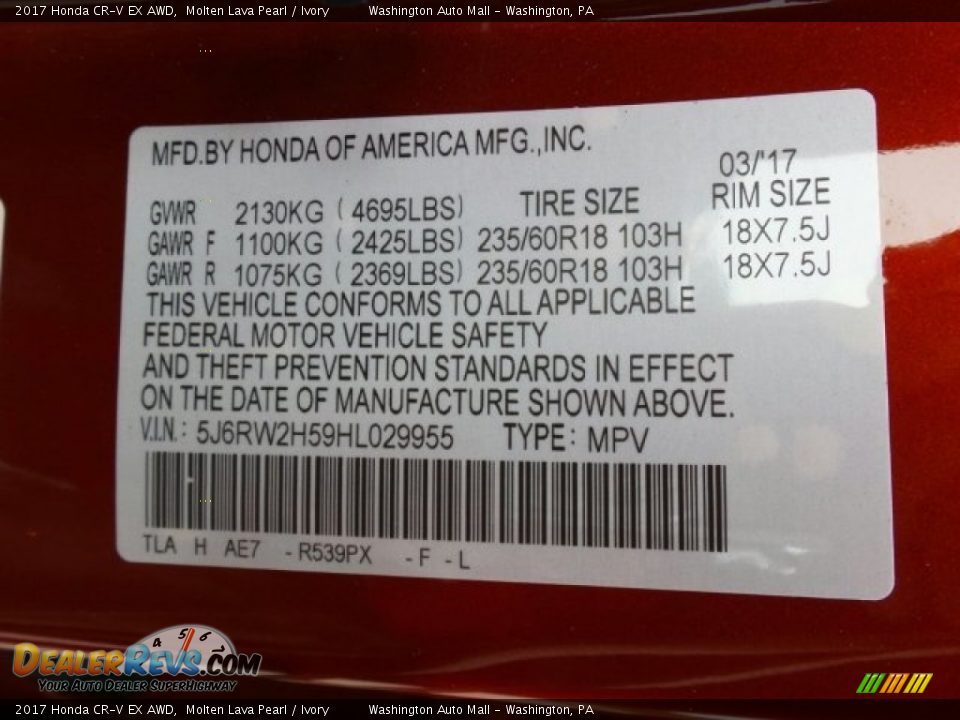 2017 Honda CR-V EX AWD,  Molten Lava Pearl / Ivory     Washington Auto Mall - Washington, PA
MFD.BY HONDA OF AMERICA MFG.,INC.
03/'17
GVWR 2130KG ( 4695LBS) TIRE SIZE RIM SIZE
GAWR F 1100KG ( 2425LBS) 235/60R18 103H 18X7.5J
GAWR R 1075KG ( 2369LBS) 235/60R18 103H 18X7.5J
THIS VEHICLE CONFORMS TO ALL APPLICABLE
FEDERAL MOTOR VEHICLE SAFETY
AND THEFT PREVENTION STANDARDS IN EFFECT
ON THE DATE OF MANUFACTURE SHOWN ABOVE.
V.I.N.: 5J6RW2H59HL029955 TYPE: MPV
TLA H AE7 -R539PX -F -L
4 5 6
DEALERREVS.COM
YOUR AUTO DEALER SUPERHIGHWAY
2017 Honda CR-V EX AWD,  Molten Lava Pearl / Ivory     Washington Auto Mall - Washington, PA